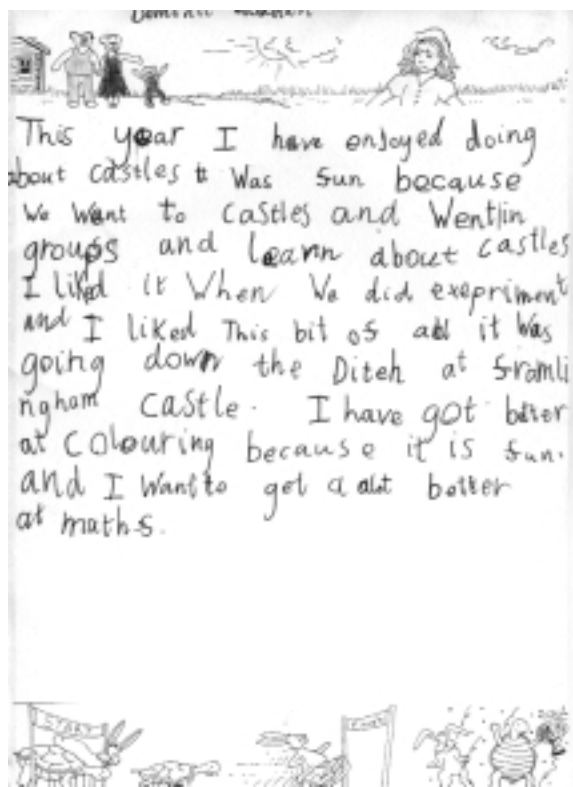 This year I have enjoyed doing
about castles it was fun because
we want to castles and wentin
groups and learn about castles
I liked it when we did exepriment
and I liked This bit of all it was
going down the Ditch at framli
ngham castle. I have got better
at colouring because it is fun.
and I want to get a alot better
at maths.
START